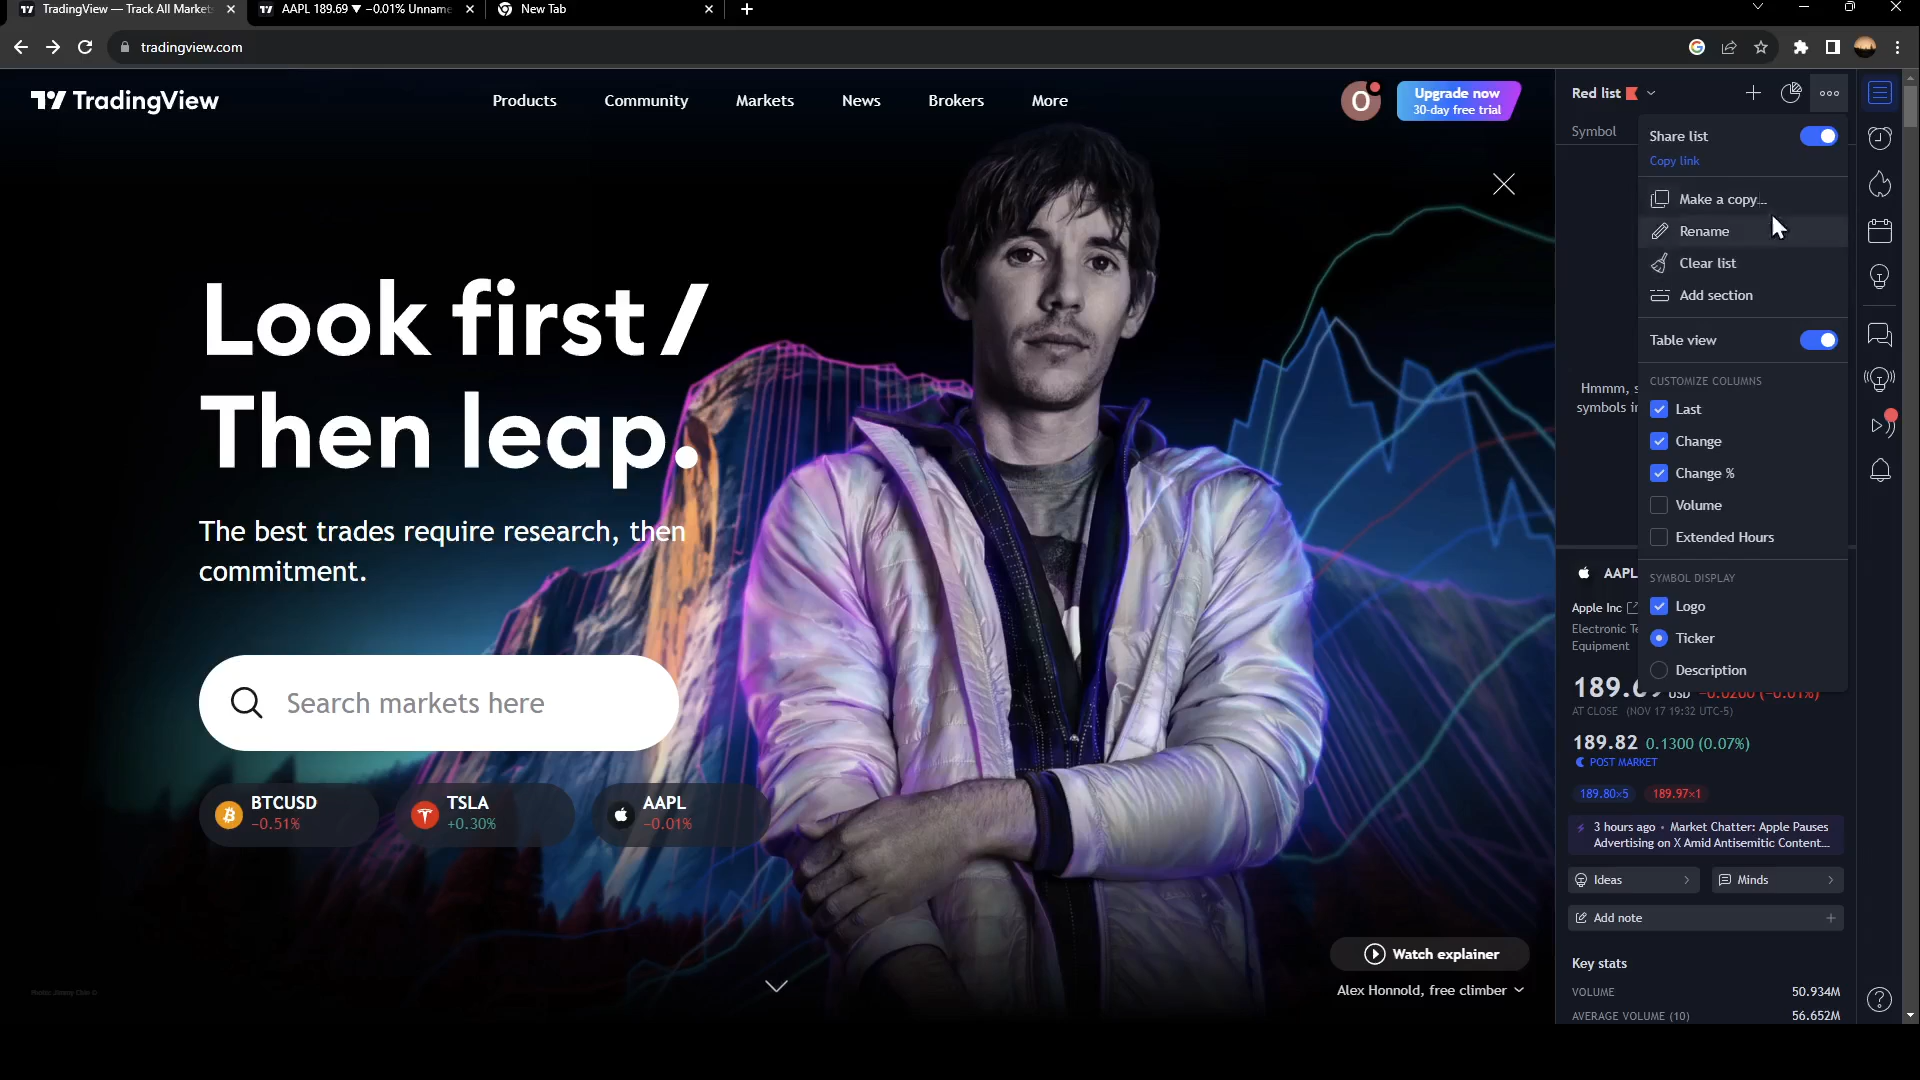 TradingView — Track All Markets
AAPL 189.69 ▼ −0.01% Unname
New Tab
tradingview.com
TradingView
Products
Community
Markets
News
Brokers
More
O
Upgrade now
30-day free trial
Look first/
Then leap.
The best trades require research, then
commitment.
Search markets here
BTCUSD
−0.51%
TSLA
+0.30%
AAPL
−0.01%
Watch explainer
Alex Honnold, free climber
Red list
Symbol
Share list
Copy link
Make a copy...
Rename
Clear list
Add section
Table view
CUSTOMIZE COLUMNS
Last
Change
Change %
Volume
Extended Hours
SYMBOL DISPLAY
Logo
Ticker
Description
Hmmm, s
symbols i
AAPL
Apple Inc
Electronic Te
Equipment
USD −0.0200 (−0.01%)
AT CLOSE (NOV 17 19:32 UTC-5)
189.82 0.1300 (0.07%)
POST MARKET
189.80×5 189.97×1
3 hours ago • Market Chatter: Apple Pauses
Advertising on X Amid Antisemitic Content...
Ideas
Minds
Add note
Key stats
VOLUME 50.934M
AVERAGE VOLUME (10) 56.652M